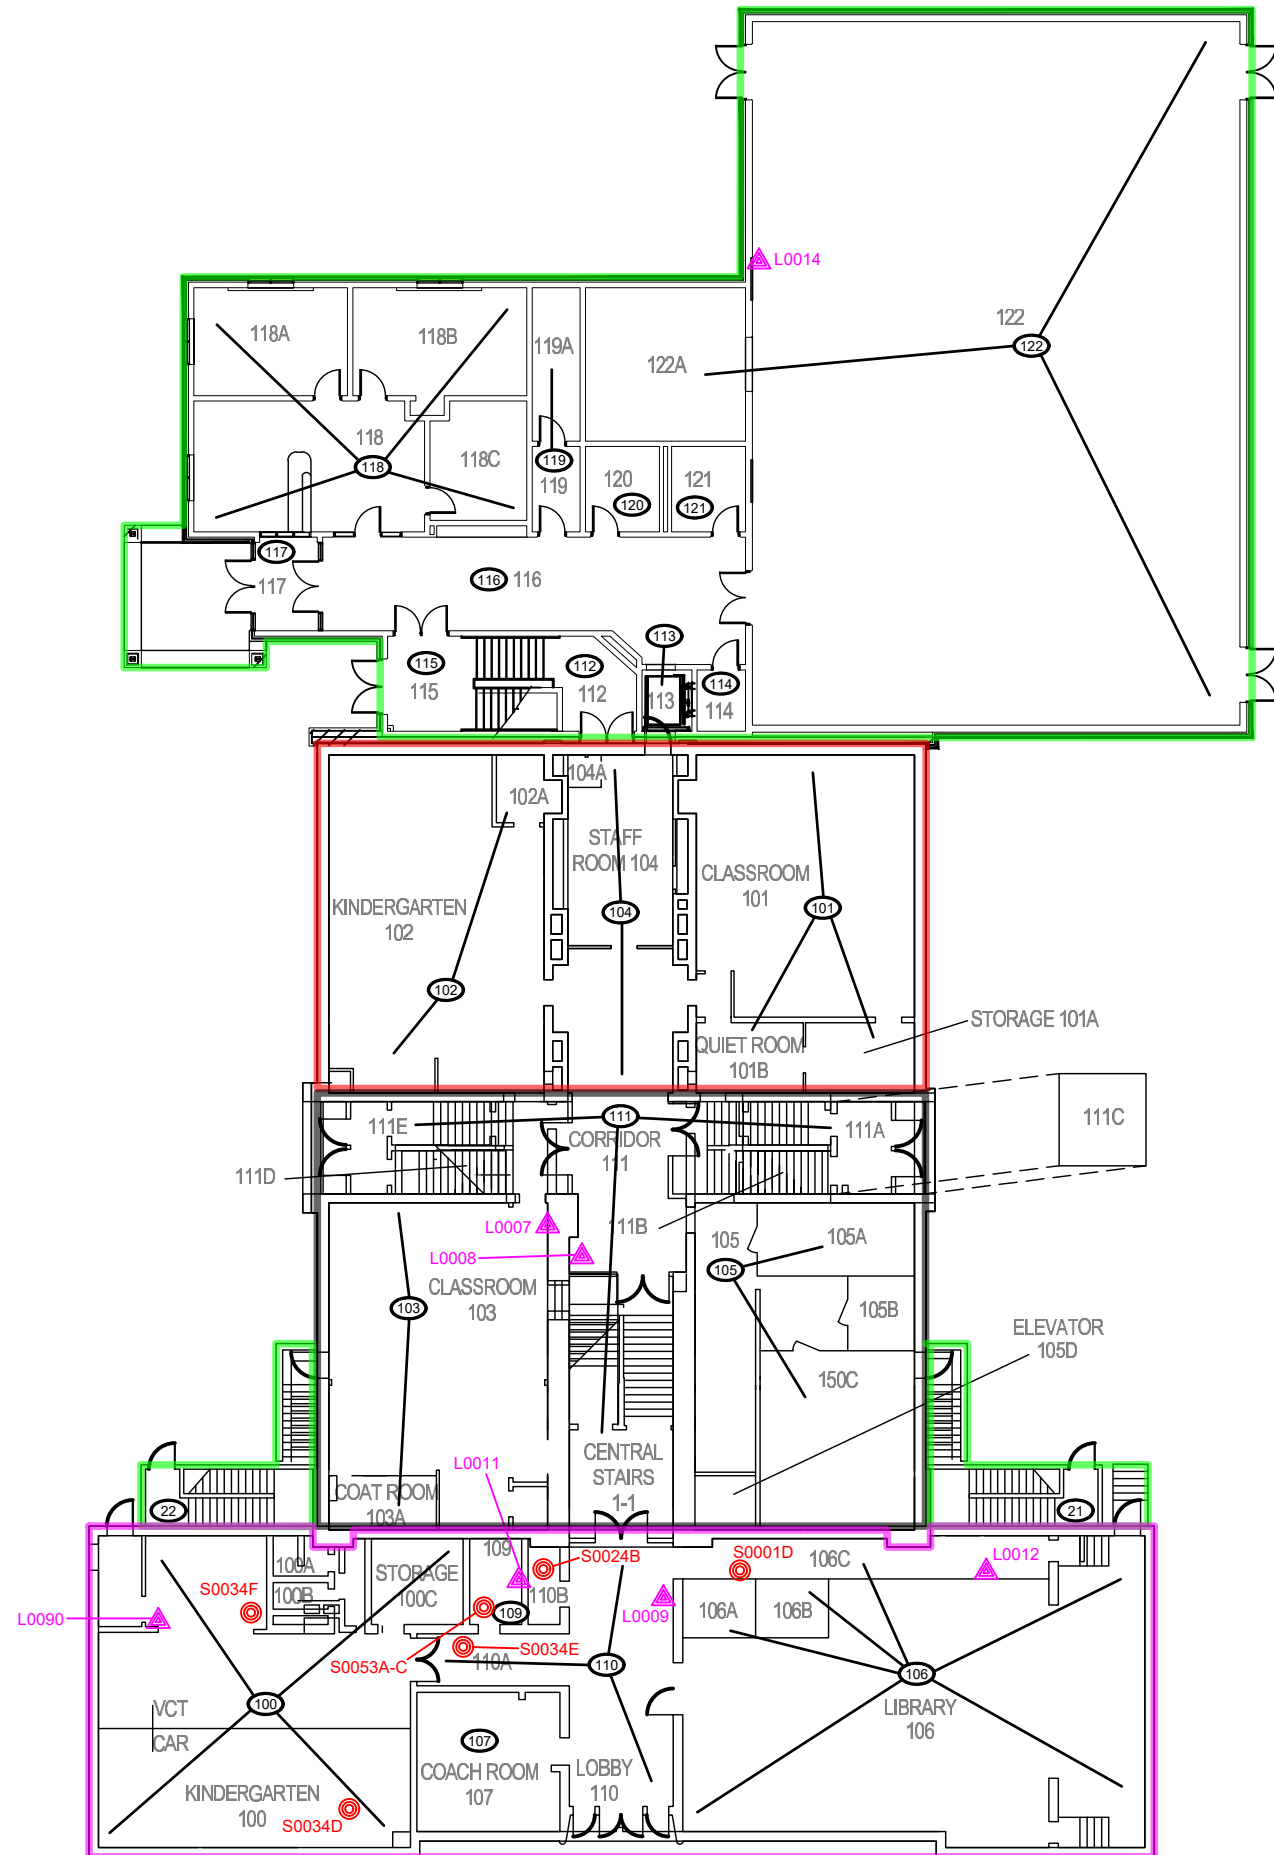 L0014
122
122
118A
118B
119A
122A
118
118
118C
119
119
120
120
121
121
117
117
116
116
113
115
115
112
112
113
114
114
104A
102A
STAFF
ROOM 104
CLASSROOM
101
KINDERGARTEN
102
104
101
102
STORAGE 101A
QUIET ROOM
101B
111
111E
CORRIDOR
111
111A
111C
111D
L0007
111B
105
105A
L0008
105
CLASSROOM
103
103
105B
ELEVATOR
105D
150C
CENTRAL
STAIRS
1-1
L0011
COAT ROOM
103A
22
21
109
S0024B
S0001D
106C
L0012
100A
STORAGE
100C
S0034F
100B
110B
L0090
109
L0009
106A
106B
S0034E
S0053A-C
110A
110
106
100
LIBRARY
106
VCT
CAR
107
COACH ROOM
107
LOBBY
110
KINDERGARTEN
100
S0034D